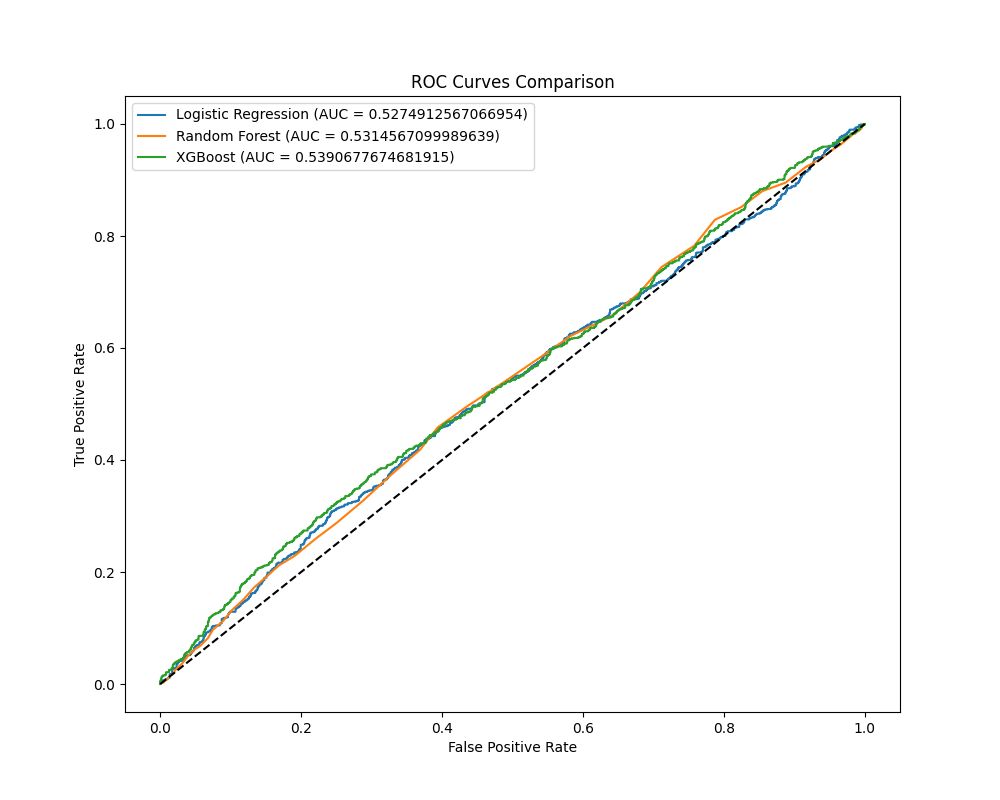 ROC Curves Comparison
Logistic Regression (AUC = 0.5274912567066954)
Random Forest (AUC = 0.5314567099989639)
XGBoost (AUC = 0.5390677674681915)
1.0
0.8
0.6
0.4
0.2
0.0
True Positive Rate
0.0 0.2 0.4 0.6 0.8 1.0
False Positive Rate